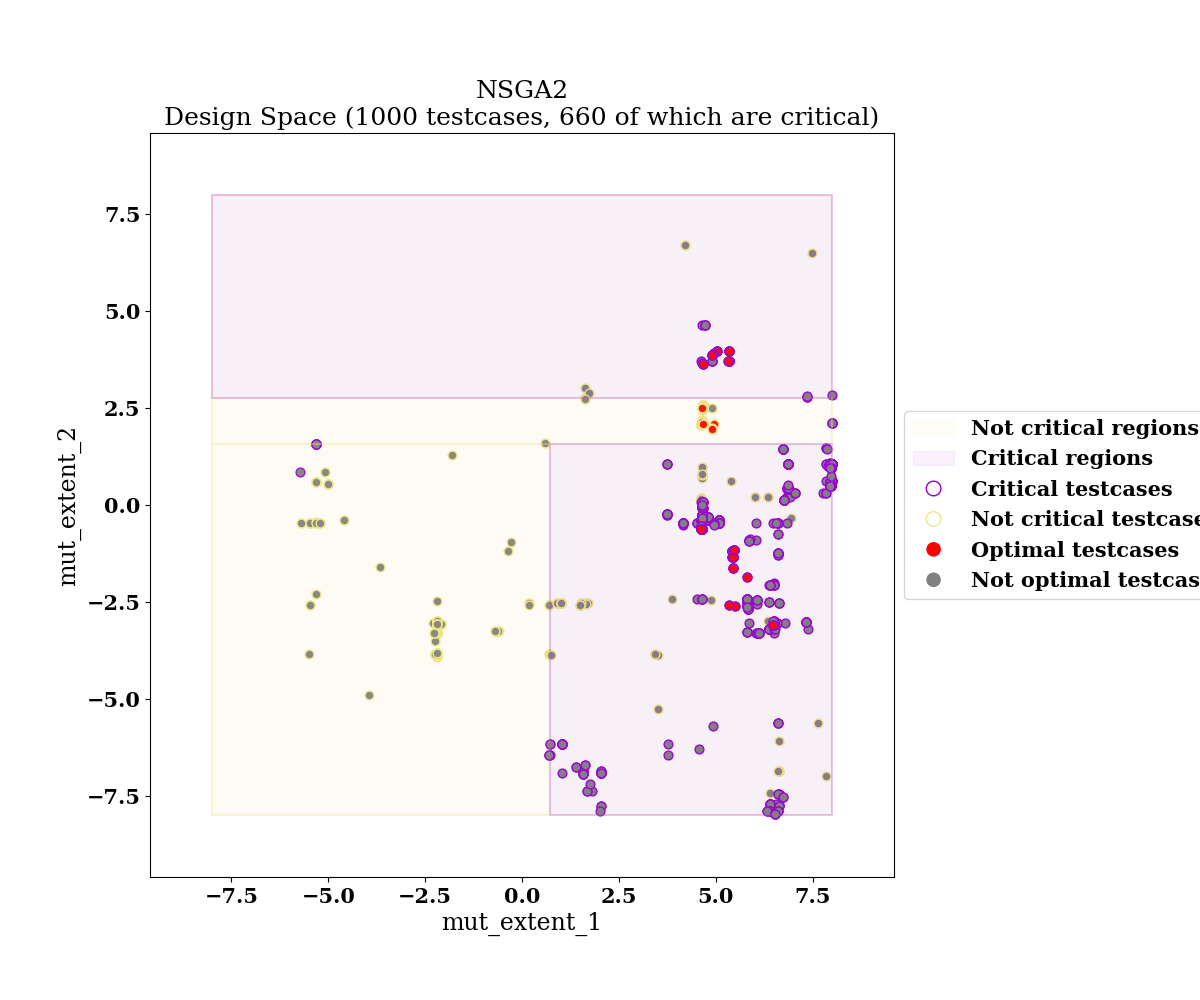 NSGA2
Design Space (1000 testcases, 660 of which are critical)
7.5
5.0
2.5
0.0
−2.5
−5.0
−7.5
mut_extent_2
−7.5 −5.0 −2.5 0.0 2.5 5.0 7.5
mut_extent_1
Not critical regions
Critical regions
Critical testcases
Not critical testcase
Optimal testcases
Not optimal testcas